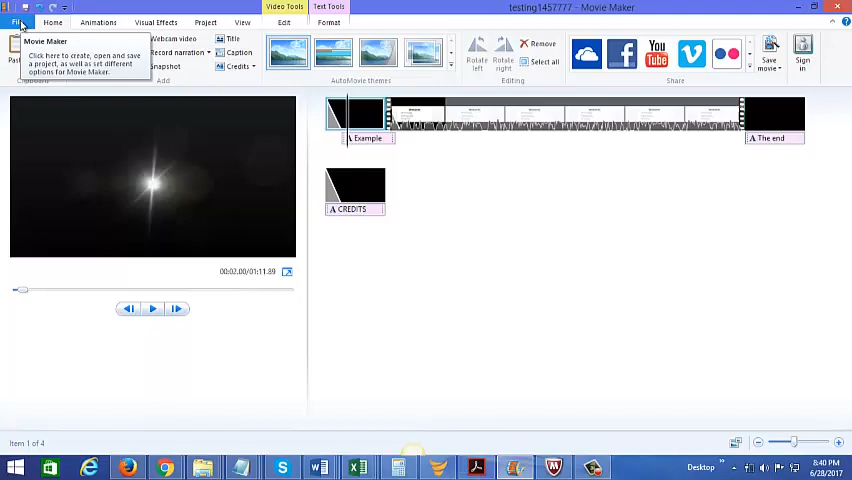 testing1457777 - Movie Maker
Video Tools
Text Tools
File
Home
Animations
Visual Effects
Project
View
Edit
Format
Movie Maker
Click here to create, open and save
a project, as well as set different
options for Movie Maker.
Webcam video
Record narration
Snapshot
Title
Caption
Credits
Add
AutoMovie themes
Rotate
left
Rotate
right
Remove
Select all
Editing
You
Tube
Share
Save
movie
Sign
in
A Example
A The end
A CREDITS
00:02.00/01:11.89
Item 1 of 4
Desktop
8:40 PM
6/28/2017